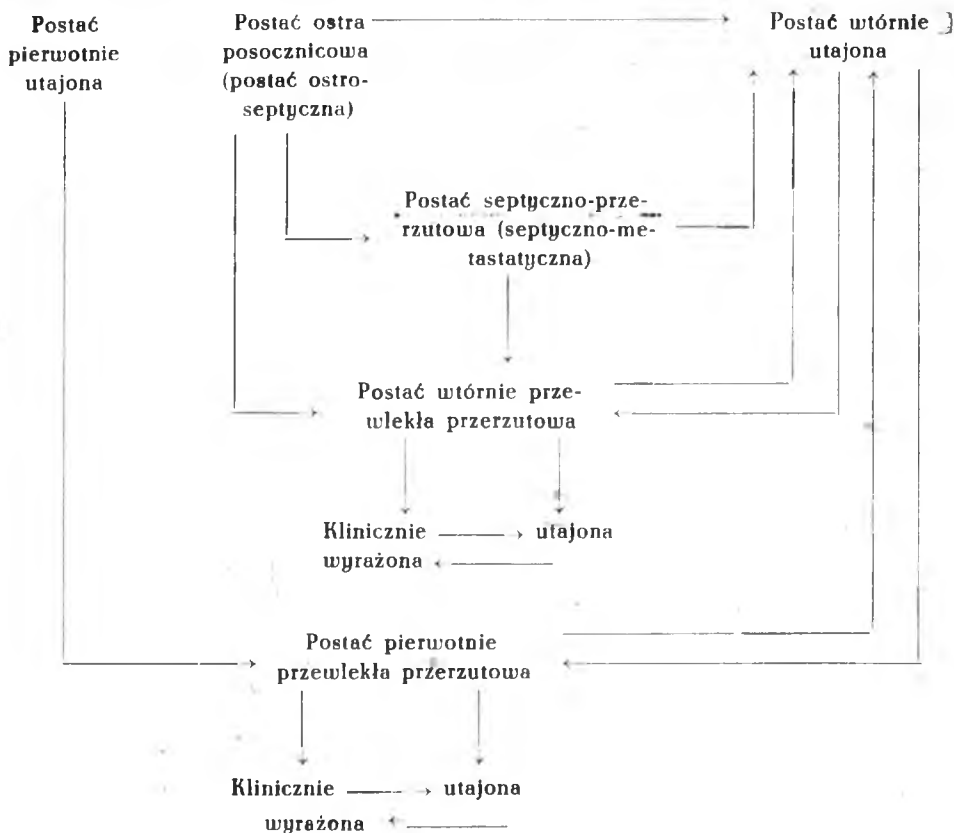 Postać
pierwotnie
utajona
Postać ostra
posocznicowa
(postać ostro-
septyczna)
Postać wtórnie
utajona
Postać septyczno-prze-
rzutowa (septyczno-me-
tastatyczna)
Postać wtórnie prze-
wlekła przerzutowa
Klinicznie utajona
wyrażona
Postać pierwotnie
przewlekła przerzutowa
Klinicznie utajona
wyrażona